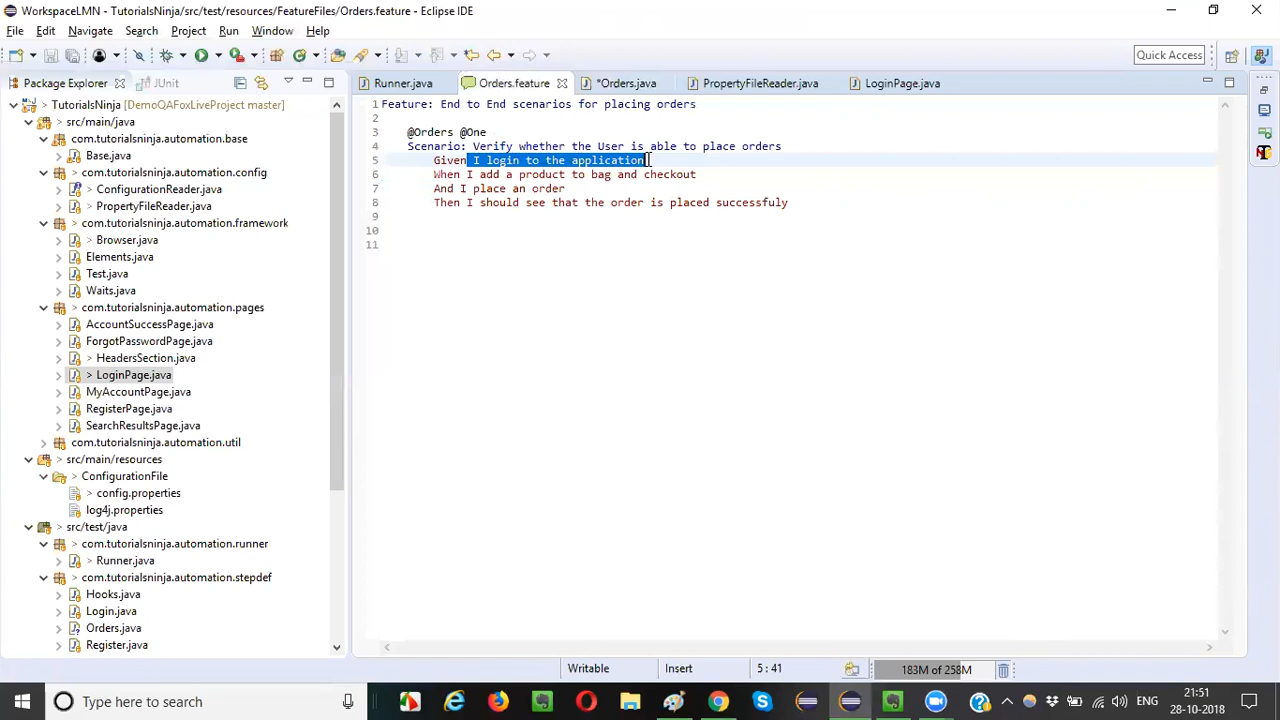 WorkspaceLMN - TutorialsNinja/src/test/resources/FeatureFiles/Orders.feature - Eclipse IDE
File Edit Navigate Search Project Run Window Help
Quick Access
Package Explorer JUnit
Runner.java Orders.feature *Orders.java PropertyFileReader.java LoginPage.java
> TutorialsNinja [DemoQAFoxLiveProject master]
> src/main/java
com.tutorialsninja.automation.base
Base.java
> com.tutorialsninja.automation.config
> ConfigurationReader.java
> PropertyFileReader.java
> com.tutorialsninja.automation.framework
> Browser.java
Elements.java
Test.java
Waits.java
> com.tutorialsninja.automation.pages
AccountSuccessPage.java
ForgotPasswordPage.java
> HeadersSection.java
> LoginPage.java
MyAccountPage.java
RegisterPage.java
SearchResultsPage.java
com.tutorialsninja.automation.util
> src/main/resources
> ConfigurationFile
> config.properties
log4j.properties
> src/test/java
> com.tutorialsninja.automation.runner
> Runner.java
> com.tutorialsninja.automation.stepdef
Hooks.java
Login.java
Orders.java
Register.java
1 Feature: End to End scenarios for placing orders
2
3 @Orders @One
4 Scenario: Verify whether the User is able to place orders
5 Given I login to the application
6 When I add a product to bag and checkout
7 And I place an order
8 Then I should see that the order is placed successfuly
9
10
11
Writable Insert 5 : 41 183M of 258M
Type here to search
ENG
21:51
28-10-2018